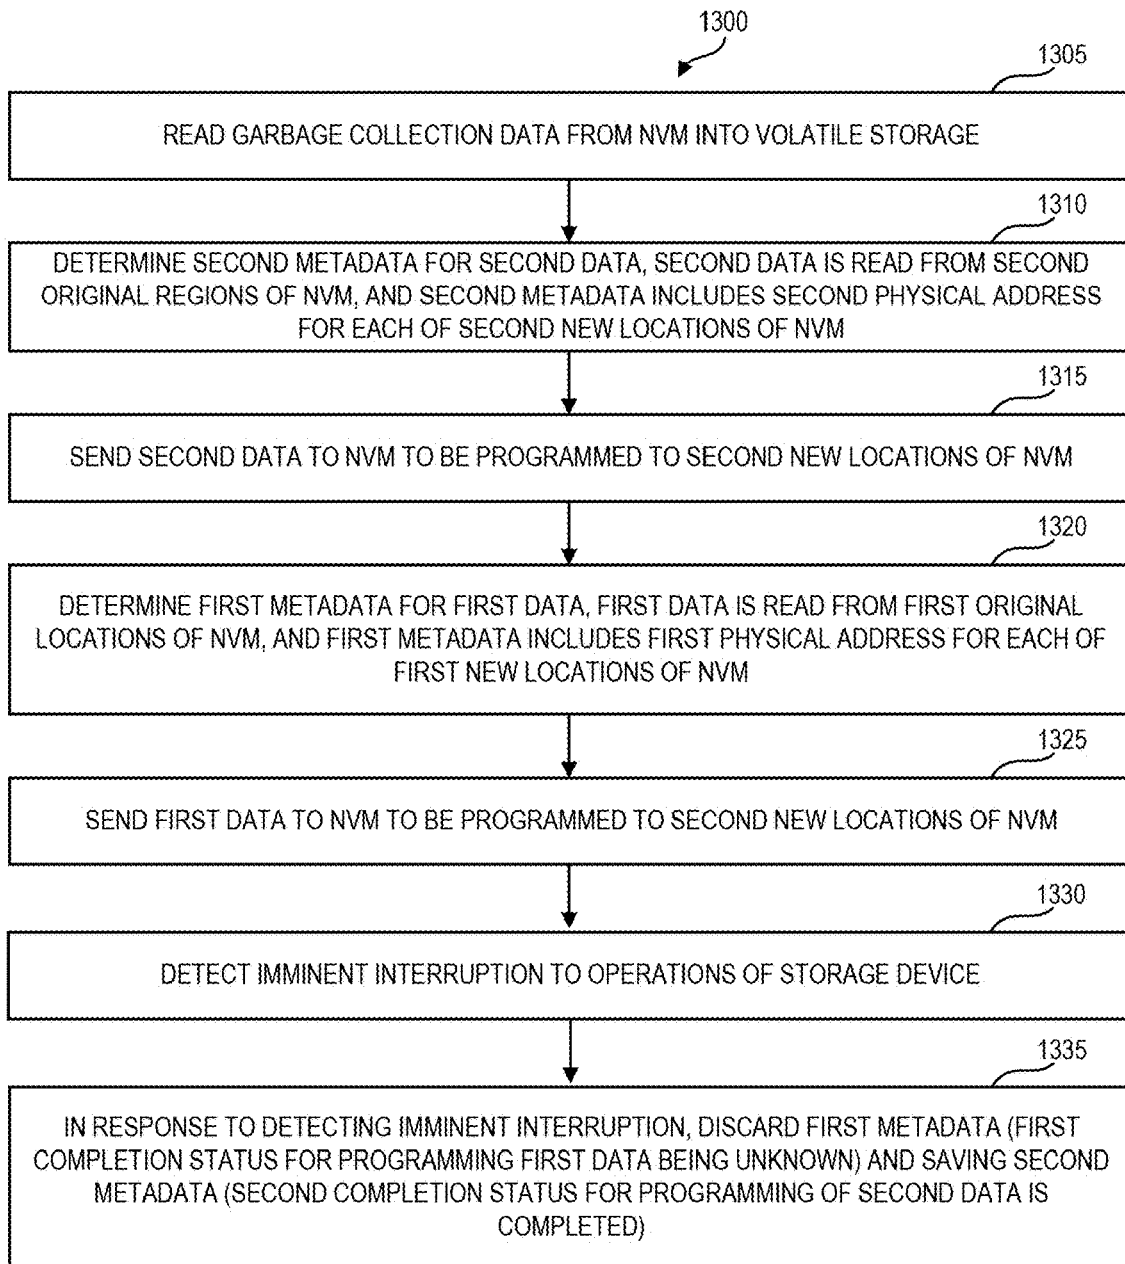 1300
1305
READ GARBAGE COLLECTION DATA FROM NVM INTO VOLATILE STORAGE
1310
DETERMINE SECOND METADATA FOR SECOND DATA, SECOND DATA IS READ FROM SECOND
ORIGINAL REGIONS OF NVM, AND SECOND METADATA INCLUDES SECOND PHYSICAL ADDRESS
FOR EACH OF SECOND NEW LOCATIONS OF NVM
1315
SEND SECOND DATA TO NVM TO BE PROGRAMMED TO SECOND NEW LOCATIONS OF NVM
1320
DETERMINE FIRST METADATA FOR FIRST DATA, FIRST DATA IS READ FROM FIRST ORIGINAL
LOCATIONS OF NVM, AND FIRST METADATA INCLUDES FIRST PHYSICAL ADDRESS FOR EACH OF
FIRST NEW LOCATIONS OF NVM
1325
SEND FIRST DATA TO NVM TO BE PROGRAMMED TO SECOND NEW LOCATIONS OF NVM
1330
DETECT IMMINENT INTERRUPTION TO OPERATIONS OF STORAGE DEVICE
1335
IN RESPONSE TO DETECTING IMMINENT INTERRUPTION, DISCARD FIRST METADATA (FIRST
COMPLETION STATUS FOR PROGRAMMING FIRST DATA BEING UNKNOWN) AND SAVING SECOND
METADATA (SECOND COMPLETION STATUS FOR PROGRAMMING OF SECOND DATA IS
COMPLETED)